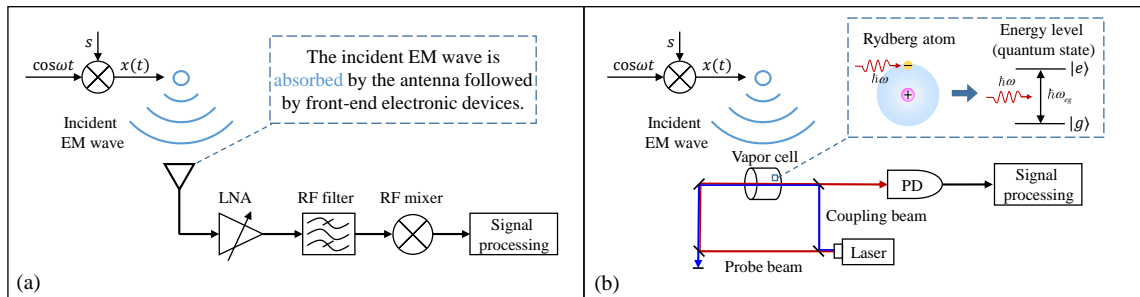 s
cosωt
x(t)
The incident EM wave is
absorbed by the antenna followed
by front-end electronic devices.
Incident
EM wave
LNA
RF filter
RF mixer
Signal
processing
(a)
s
cosωt
x(t)
Rydberg atom
Energy level
(quantum state)
ħω
−
+
ħω
|e⟩
ħω_eg
|g⟩
Incident
EM wave
Vapor cell
PD
Signal
processing
Coupling beam
Laser
Probe beam
(b)